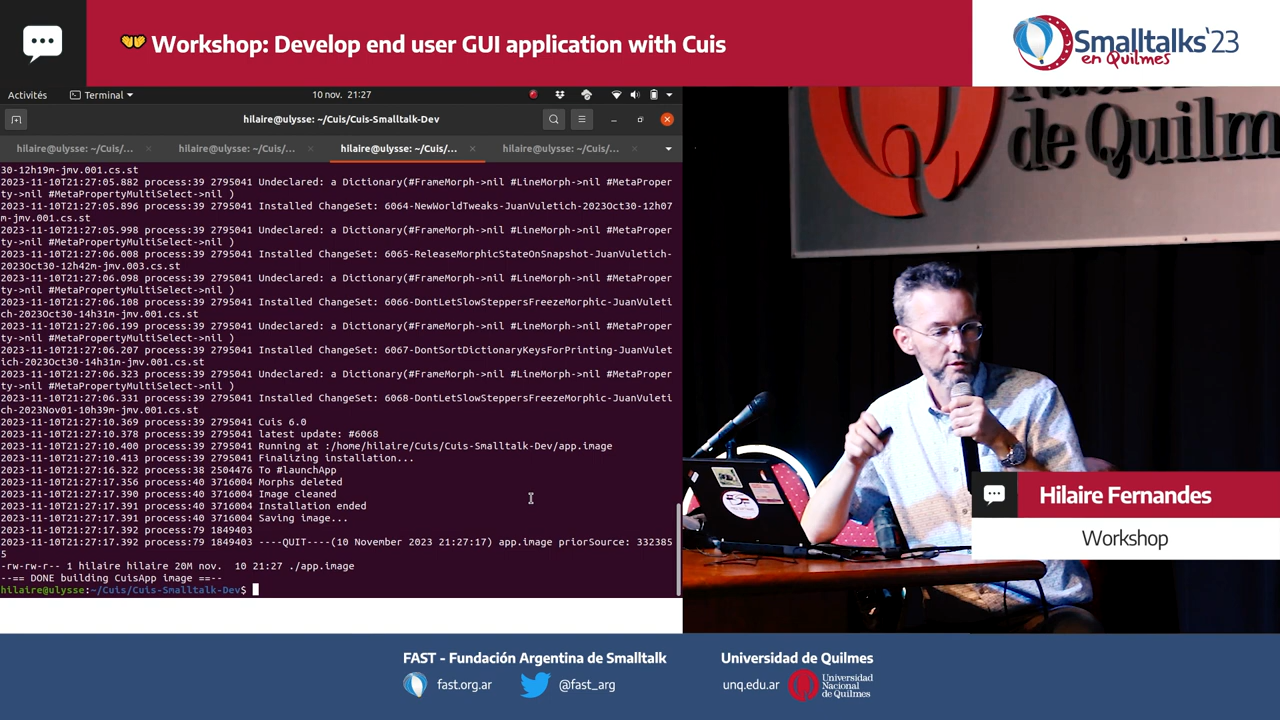 Workshop: Develop end user GUI application with Cuis
Smalltalks'23
en Quilmes
Activités
Terminal
10 nov. 21:27
hilaire@ulysse: ~/Cuis/Cuis-Smalltalk-Dev
hilaire@ulysse: ~/Cuis/...
hilaire@ulysse: ~/Cuis/...
hilaire@ulysse: ~/Cuis/...
hilaire@ulysse: ~/Cuis/...
30-12h19m-jmv.001.cs.st
2023-11-10T21:27:05.882 process:39 2795041 Undeclared: a Dictionary(#FrameMorph->nil #LineMorph->nil #MetaProper
ty->nil #MetaPropertyMultiSelect->nil )
2023-11-10T21:27:05.896 process:39 2795041 Installed ChangeSet: 6064-NewWorldTweaks-JuanVuletich-2023Oct30-12h07
m-jmv.001.cs.st
2023-11-10T21:27:05.998 process:39 2795041 Undeclared: a Dictionary(#FrameMorph->nil #LineMorph->nil #MetaProper
ty->nil #MetaPropertyMultiSelect->nil )
2023-11-10T21:27:06.008 process:39 2795041 Installed ChangeSet: 6065-ReleaseMorphicStateOnSnapshot-JuanVuletich-
2023Oct30-12h42m-jmv.003.cs.st
2023-11-10T21:27:06.098 process:39 2795041 Undeclared: a Dictionary(#FrameMorph->nil #LineMorph->nil #MetaProper
ty->nil #MetaPropertyMultiSelect->nil )
2023-11-10T21:27:06.108 process:39 2795041 Installed ChangeSet: 6066-DontLetSlowSteppersFreezeMorphic-JuanVuleti
ch-2023Oct30-14h31m-jmv.001.cs.st
2023-11-10T21:27:06.199 process:39 2795041 Undeclared: a Dictionary(#FrameMorph->nil #LineMorph->nil #MetaProper
ty->nil #MetaPropertyMultiSelect->nil )
2023-11-10T21:27:06.207 process:39 2795041 Installed ChangeSet: 6067-DontSortDictionaryKeysForPrinting-JuanVulet
ich-2023Oct30-14h31m-jmv.001.cs.st
2023-11-10T21:27:06.323 process:39 2795041 Undeclared: a Dictionary(#FrameMorph->nil #LineMorph->nil #MetaProper
ty->nil #MetaPropertyMultiSelect->nil )
2023-11-10T21:27:06.331 process:39 2795041 Installed ChangeSet: 6068-DontLetSlowSteppersFreezeMorphic-JuanVuleti
ch-2023Nov01-10h39m-jmv.001.cs.st
2023-11-10T21:27:10.369 process:39 2795041 Cuis 6.0
2023-11-10T21:27:10.378 process:39 2795041 latest update: #6068
2023-11-10T21:27:10.400 process:39 2795041 Running at :/home/hilaire/Cuis/Cuis-Smalltalk-Dev/app.image
2023-11-10T21:27:10.413 process:39 2795041 Finalizing installation...
2023-11-10T21:27:16.322 process:38 2504476 To #launchApp
2023-11-10T21:27:17.356 process:40 3716004 Morphs deleted
2023-11-10T21:27:17.390 process:40 3716004 Image cleaned
2023-11-10T21:27:17.391 process:40 3716004 Installation ended
2023-11-10T21:27:17.391 process:40 3716004 Saving image...
2023-11-10T21:27:17.392 process:79 1849403
2023-11-10T21:27:17.392 process:79 1849403 ----QUIT----(10 November 2023 21:27:17) app.image priorSource: 332385
5
-rw-rw-r-- 1 hilaire hilaire 20M nov. 10 21:27 ./app.image
--== DONE building CuisApp image ==--
hilaire@ulysse:~/Cuis/Cuis-Smalltalk-Dev$
de Quilm
Hilaire Fernandes
Workshop
FAST - Fundación Argentina de Smalltalk
fast.org.ar
@fast_arg
Universidad de Quilmes
unq.edu.ar
Universidad
Nacional
de Quilmes